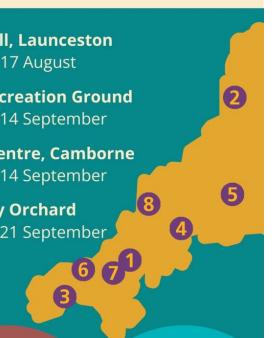 ll, Launceston
17 August
creation Ground
14 September
entre, Camborne
14 September
y Orchard
21 September
2
5
8
4
1
6
7
3